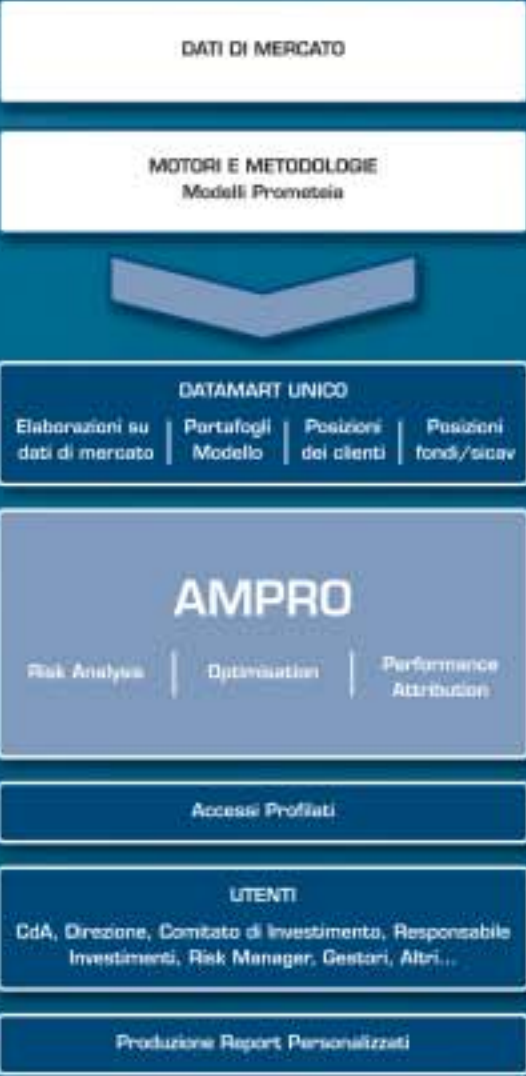 DATI DI MERCATO
MOTORI E METODOLOGIE
Modelli Prometeia
DATAMART UNICO
Elaborazioni su dati di mercato
Portafogli Modello
Posizioni dei clienti
Posizioni fondi/sicav
AMPRO
Risk Analysis
Optimisation
Performance Attribution
Accessi Profilati
UTENTI
CdA, Direzione, Comitato di Investimento, Responsabile
Investimenti, Risk Manager, Gestori, Altri...
Produzione Report Personalizzati